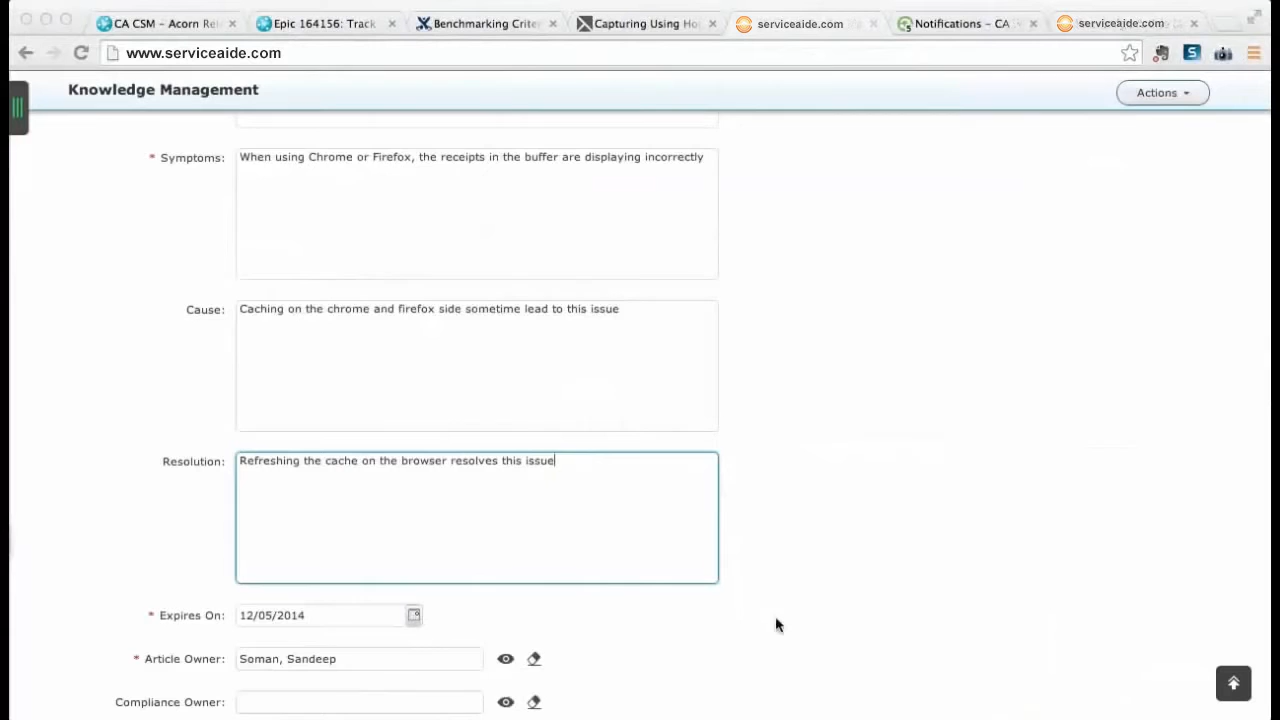 CA CSM – Acorn Rel
Epic 164156: Track
Benchmarking Crite
Capturing Using Ho
serviceaide.com
Notifications – CA
serviceaide.com
www.serviceaide.com
Knowledge Management
Actions
* Symptoms:
When using Chrome or Firefox, the receipts in the buffer are displaying incorrectly
Cause:
Caching on the chrome and firefox side sometime lead to this issue
Resolution:
Refreshing the cache on the browser resolves this issue
* Expires On:
12/05/2014
* Article Owner:
Soman, Sandeep
Compliance Owner: